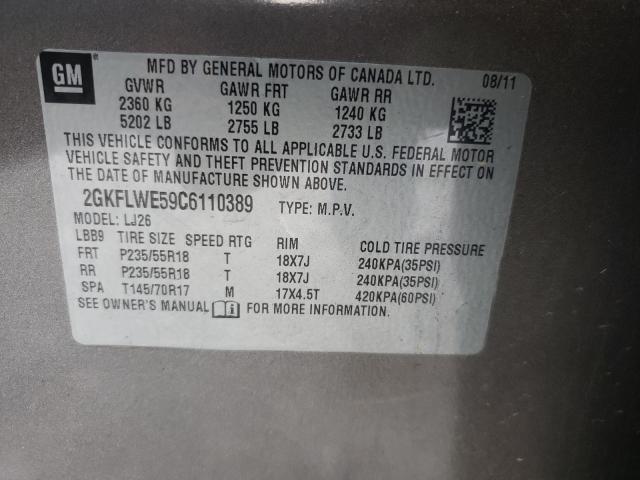 GM
MFD BY GENERAL MOTORS OF CANADA LTD. 08/11
GVWR GAWR FRT GAWR RR
2360 KG 1250 KG 1240 KG
5202 LB 2755 LB 2733 LB
THIS VEHICLE CONFORMS TO ALL APPLICABLE U.S. FEDERAL MOTOR
VEHICLE SAFETY AND THEFT PREVENTION STANDARDS IN EFFECT ON
THE DATE OF MANUFACTURE SHOWN ABOVE.
2GKFLWE59C6110389 TYPE: M.P.V.
MODEL: LJ26
LBB9 TIRE SIZE SPEED RTG RIM COLD TIRE PRESSURE
FRT P235/55R18 T 18X7J 240KPA(35PSI)
RR P235/55R18 T 18X7J 240KPA(35PSI)
SPA T145/70R17 M 17X4.5T 420KPA(60PSI)
SEE OWNER'S MANUAL i FOR MORE INFORMATION.